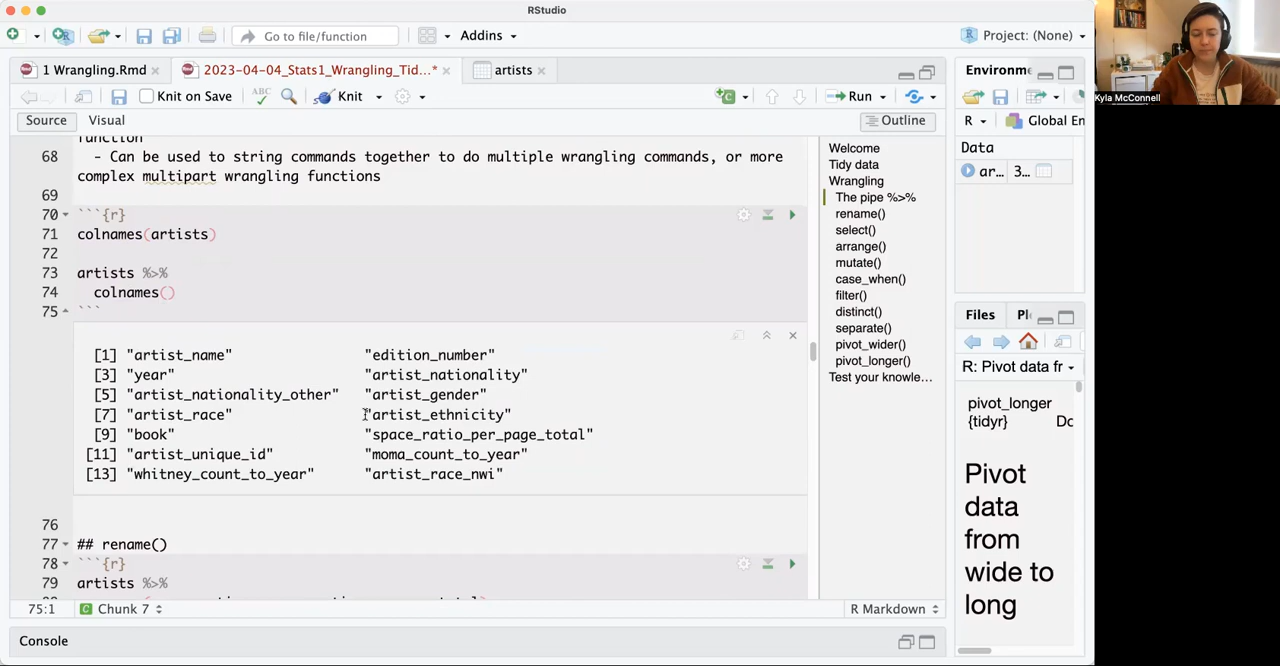 RStudio
Go to file/function
Addins
Project: (None)
Kyla McConnell
1 Wrangling.Rmd
2023-04-04_Stats1_Wrangling_Tid...*
artists
Environme
Knit on Save
ABC
Knit
Run
Source
Visual
Outline
R
Global En
function
68 - Can be used to string commands together to do multiple wrangling commands, or more
complex multipart wrangling functions
69
70 ```{r}
71 colnames(artists)
72
73 artists %>%
74 colnames()
75 ```
[1] "artist_name" "edition_number"
[3] "year" "artist_nationality"
[5] "artist_nationality_other" "artist_gender"
[7] "artist_race" "artist_ethnicity"
[9] "book" "space_ratio_per_page_total"
[11] "artist_unique_id" "moma_count_to_year"
[13] "whitney_count_to_year" "artist_race_nwi"
76
77 ## rename()
78 ```{r}
79 artists %>%
75:1
Chunk 7
R Markdown
Console
Welcome
Tidy data
Wrangling
The pipe %>%
rename()
select()
arrange()
mutate()
case_when()
filter()
distinct()
separate()
pivot_wider()
pivot_longer()
Test your knowle...
Data
ar... 3...
Files
Pl
R: Pivot data fr
pivot_longer
{tidyr} Dc
Pivot
data
from
wide to
long